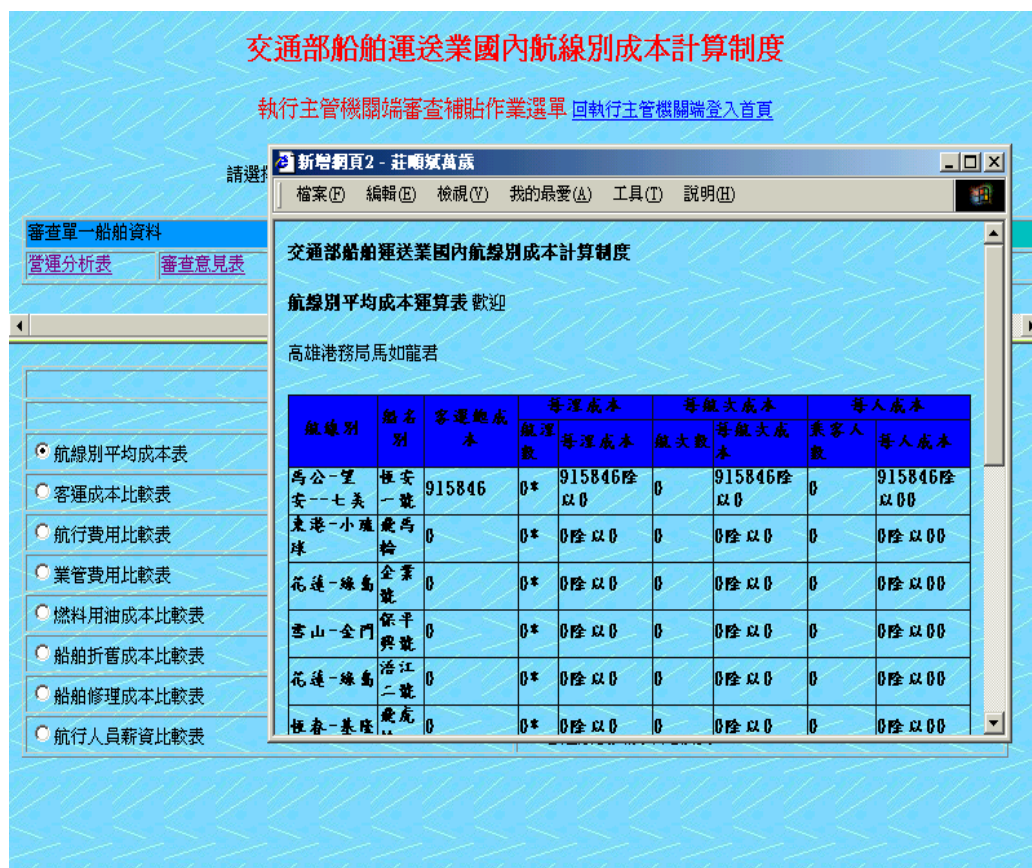 交通部船舶運送業國內航線別成本計算制度
執行主管機關端審查補貼作業選單 回執行主管機關端登入首頁
請選
審查單一船舶資料
營運分析表 審查意見表
航線別平均成本表
客運成本比較表
航行費用比較表
業管費用比較表
燃料用油成本比較表
船舶折舊成本比較表
船舶修理成本比較表
航行人員薪資比較表
新增網頁2 - 莊順斌萬歲
檔案(F) 編輯(E) 檢視(V) 我的最愛(A) 工具(T) 說明(H)
交通部船舶運送業國內航線別成本計算制度
航線別平均成本運算表 歡迎
高雄港務局馬如龍君
航線別 船名別 客運總成本 每浬成本 每航次成本 每人成本
航浬數 每浬成本 航次數 每航次成本 乘客人數 每人成本
馬公-望安--七美 恆安一號 915846 0* 915846除以0 0 915846除以0 0 915846除以00
東港-小琉球 飛馬輪 0 0* 0除以0 0 0除以0 0 0除以00
花蓮-綠島 企業號 0 0* 0除以0 0 0除以0 0 0除以00
雪山-金門 保平興號 0 0* 0除以0 0 0除以0 0 0除以00
花蓮-綠島 浯江二號 0 0* 0除以0 0 0除以0 0 0除以00
恆春-基隆 飛虎 0 0* 0除以0 0 0除以0 0 0除以00